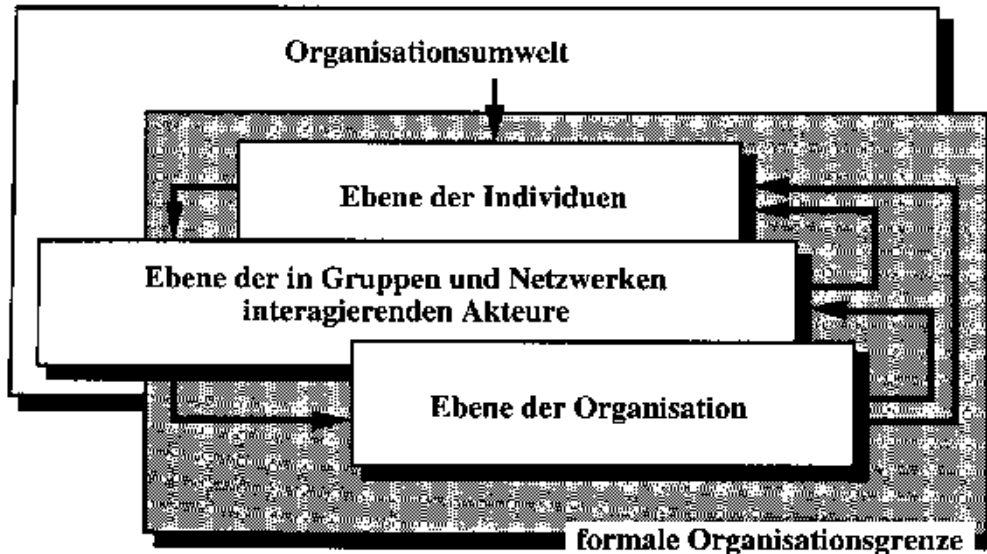 Organisationsumwelt
Ebene der Individuen
Ebene der in Gruppen und Netzwerken
interagierenden Akteure
Ebene der Organisation
formale Organisationsgrenze